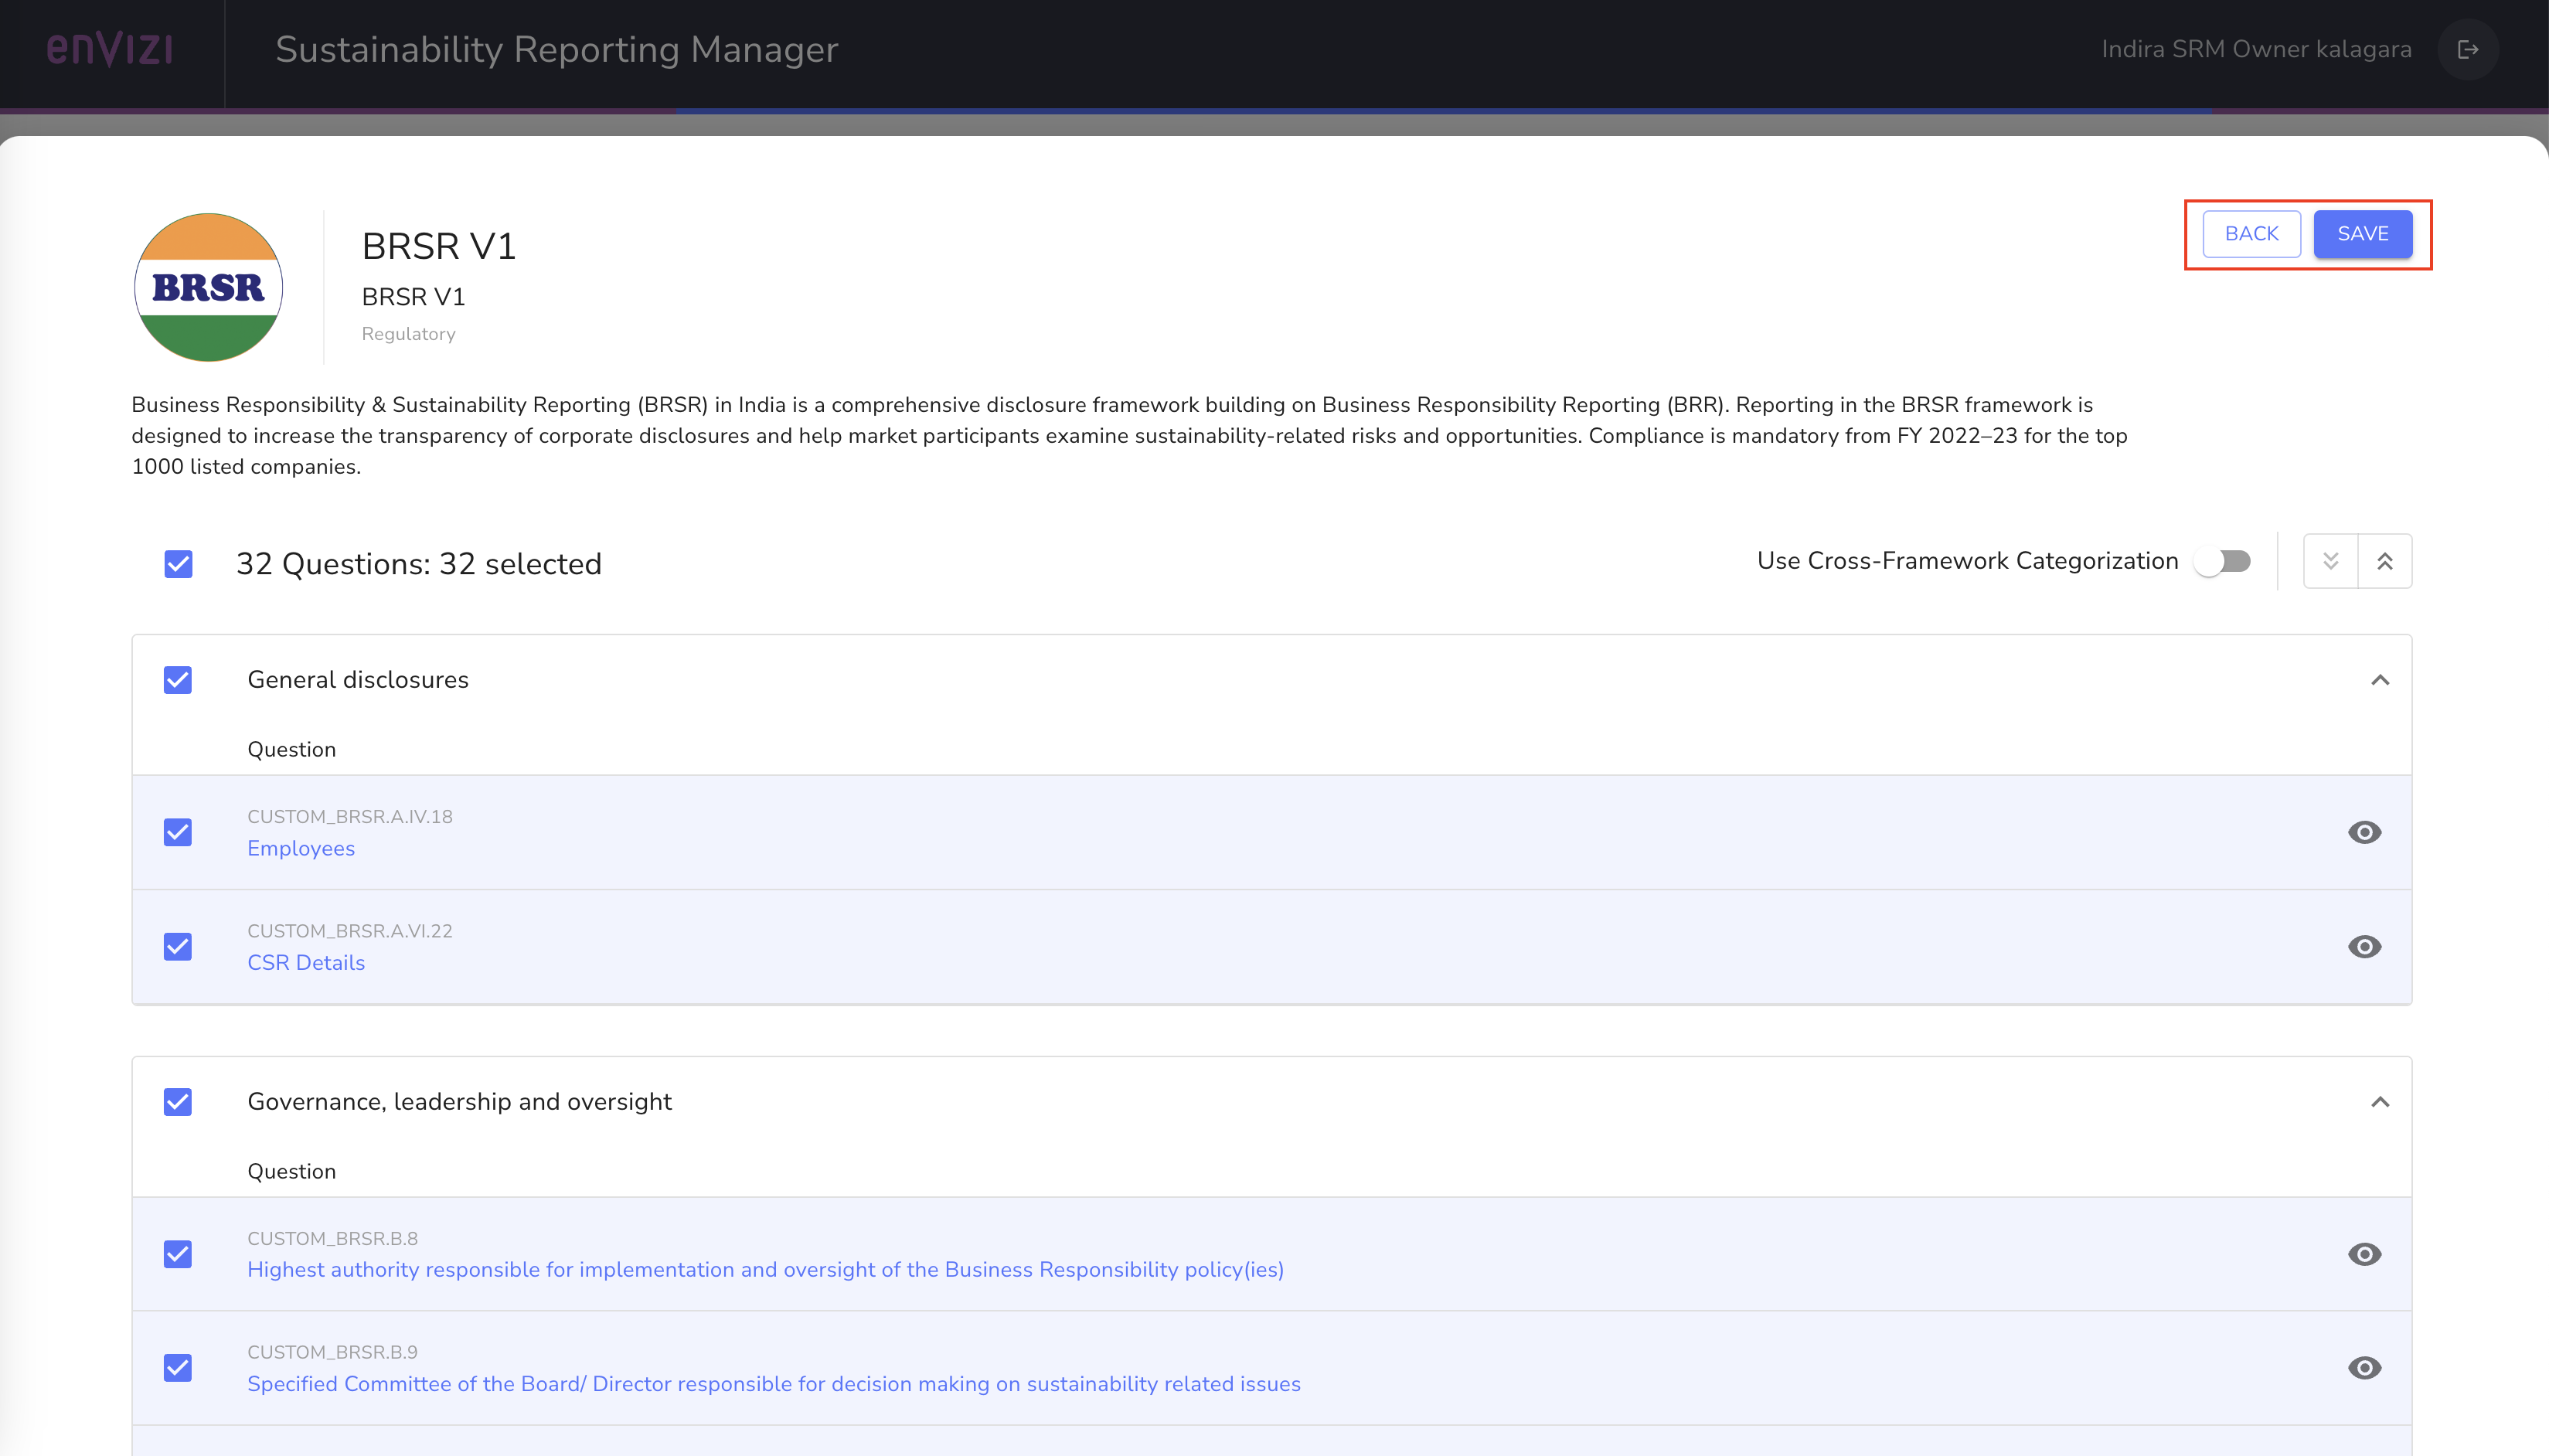 enVIZI
Sustainability Reporting Manager
Indira SRM Owner kalagara
BRSR
BRSR V1
BRSR V1
Regulatory
BACK
SAVE
Business Responsibility & Sustainability Reporting (BRSR) in India is a comprehensive disclosure framework building on Business Responsibility Reporting (BRR). Reporting in the BRSR framework is
designed to increase the transparency of corporate disclosures and help market participants examine sustainability-related risks and opportunities. Compliance is mandatory from FY 2022–23 for the top
1000 listed companies.
32 Questions: 32 selected
Use Cross-Framework Categorization
General disclosures
Question
CUSTOM_BRSR.A.IV.18
Employees
CUSTOM_BRSR.A.VI.22
CSR Details
Governance, leadership and oversight
Question
CUSTOM_BRSR.B.8
Highest authority responsible for implementation and oversight of the Business Responsibility policy(ies)
CUSTOM_BRSR.B.9
Specified Committee of the Board/ Director responsible for decision making on sustainability related issues